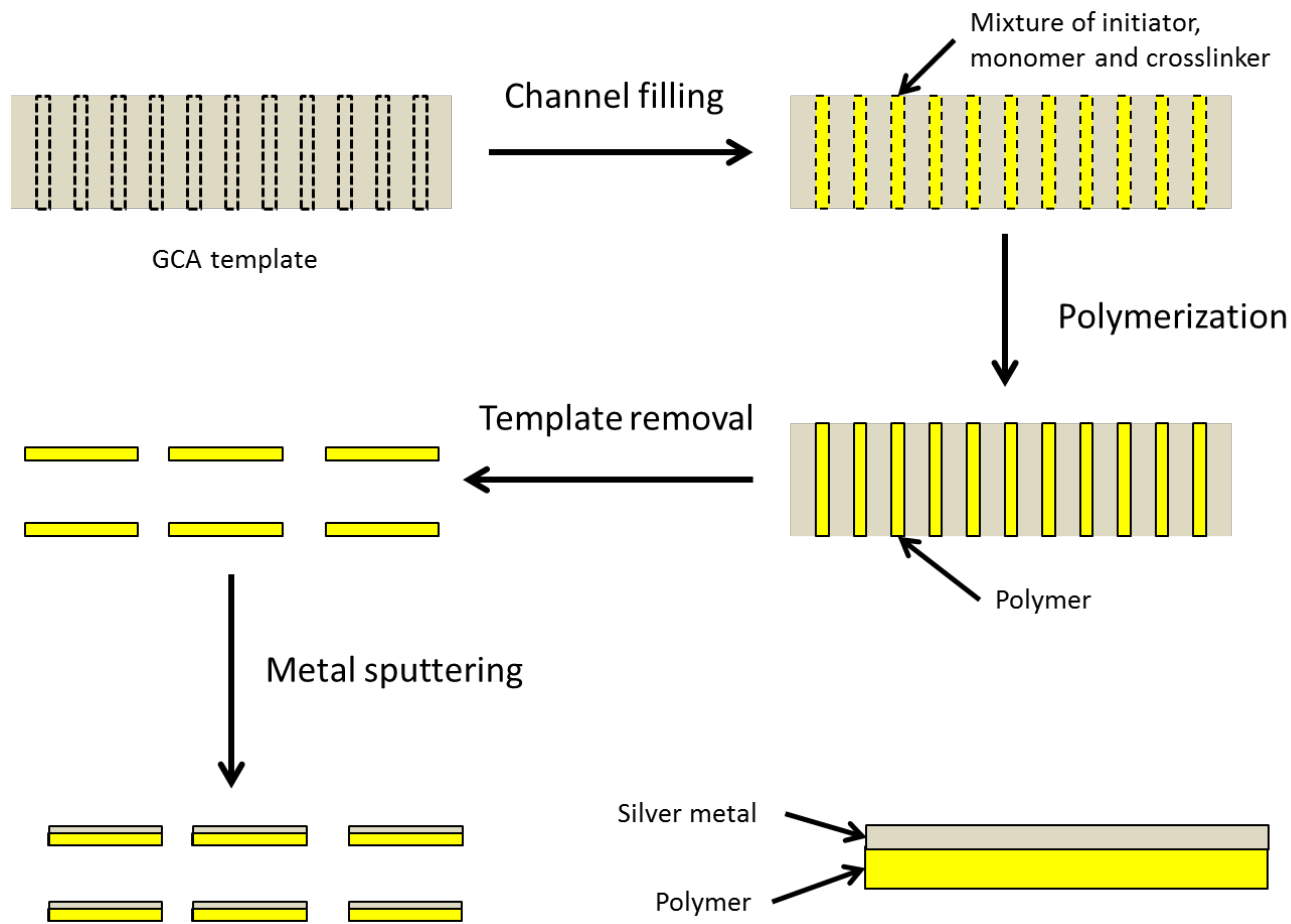 Mixture of initiator,
monomer and crosslinker
Channel filling
GCA template
Polymerization
Template removal
Polymer
Metal sputtering
Silver metal
Polymer